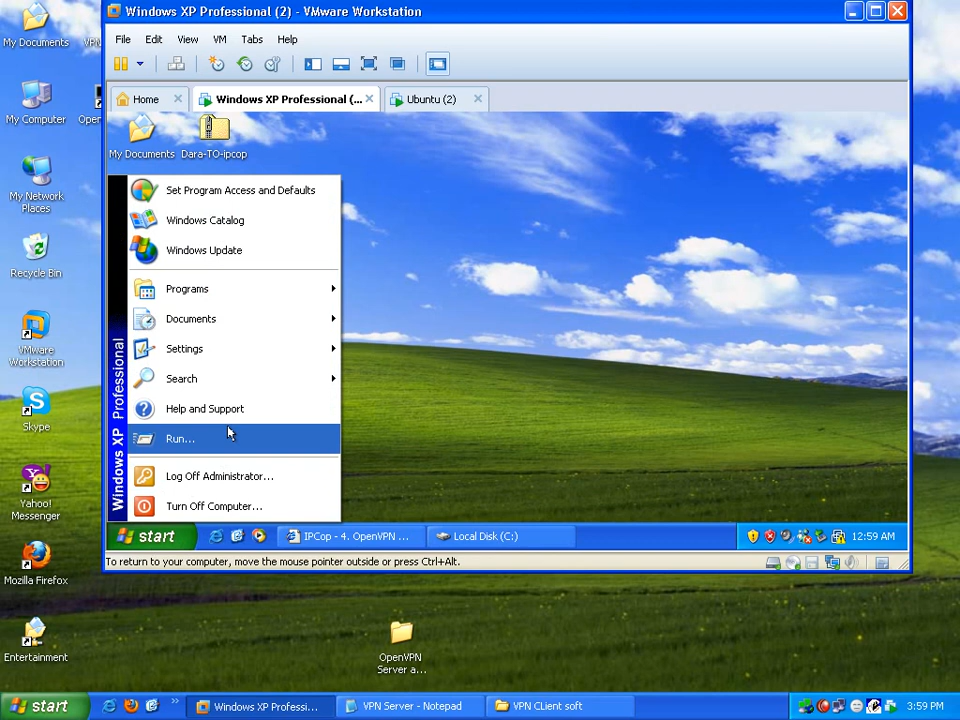 Windows XP Professional (2) - VMware Workstation
File Edit View VM Tabs Help
Home
Windows XP Professional (...
Ubuntu (2)
My Documents
VPN
My Computer
Open
My Network
Places
Recycle Bin
VMware
Workstation
Skype
Yahoo!
Messenger
Mozilla Firefox
Entertainment
My Documents
Dara-TO-ipcop
Set Program Access and Defaults
Windows Catalog
Windows Update
Programs
Documents
Settings
Search
Help and Support
Run...
Log Off Administrator...
Turn Off Computer...
Windows XP Professional
start
IPCop - 4. OpenVPN ...
Local Disk (C:)
12:59 AM
To return to your computer, move the mouse pointer outside or press Ctrl+Alt.
OpenVPN
Server a...
start
Windows XP Professi...
VPN Server - Notepad
VPN CLient soft
3:59 PM